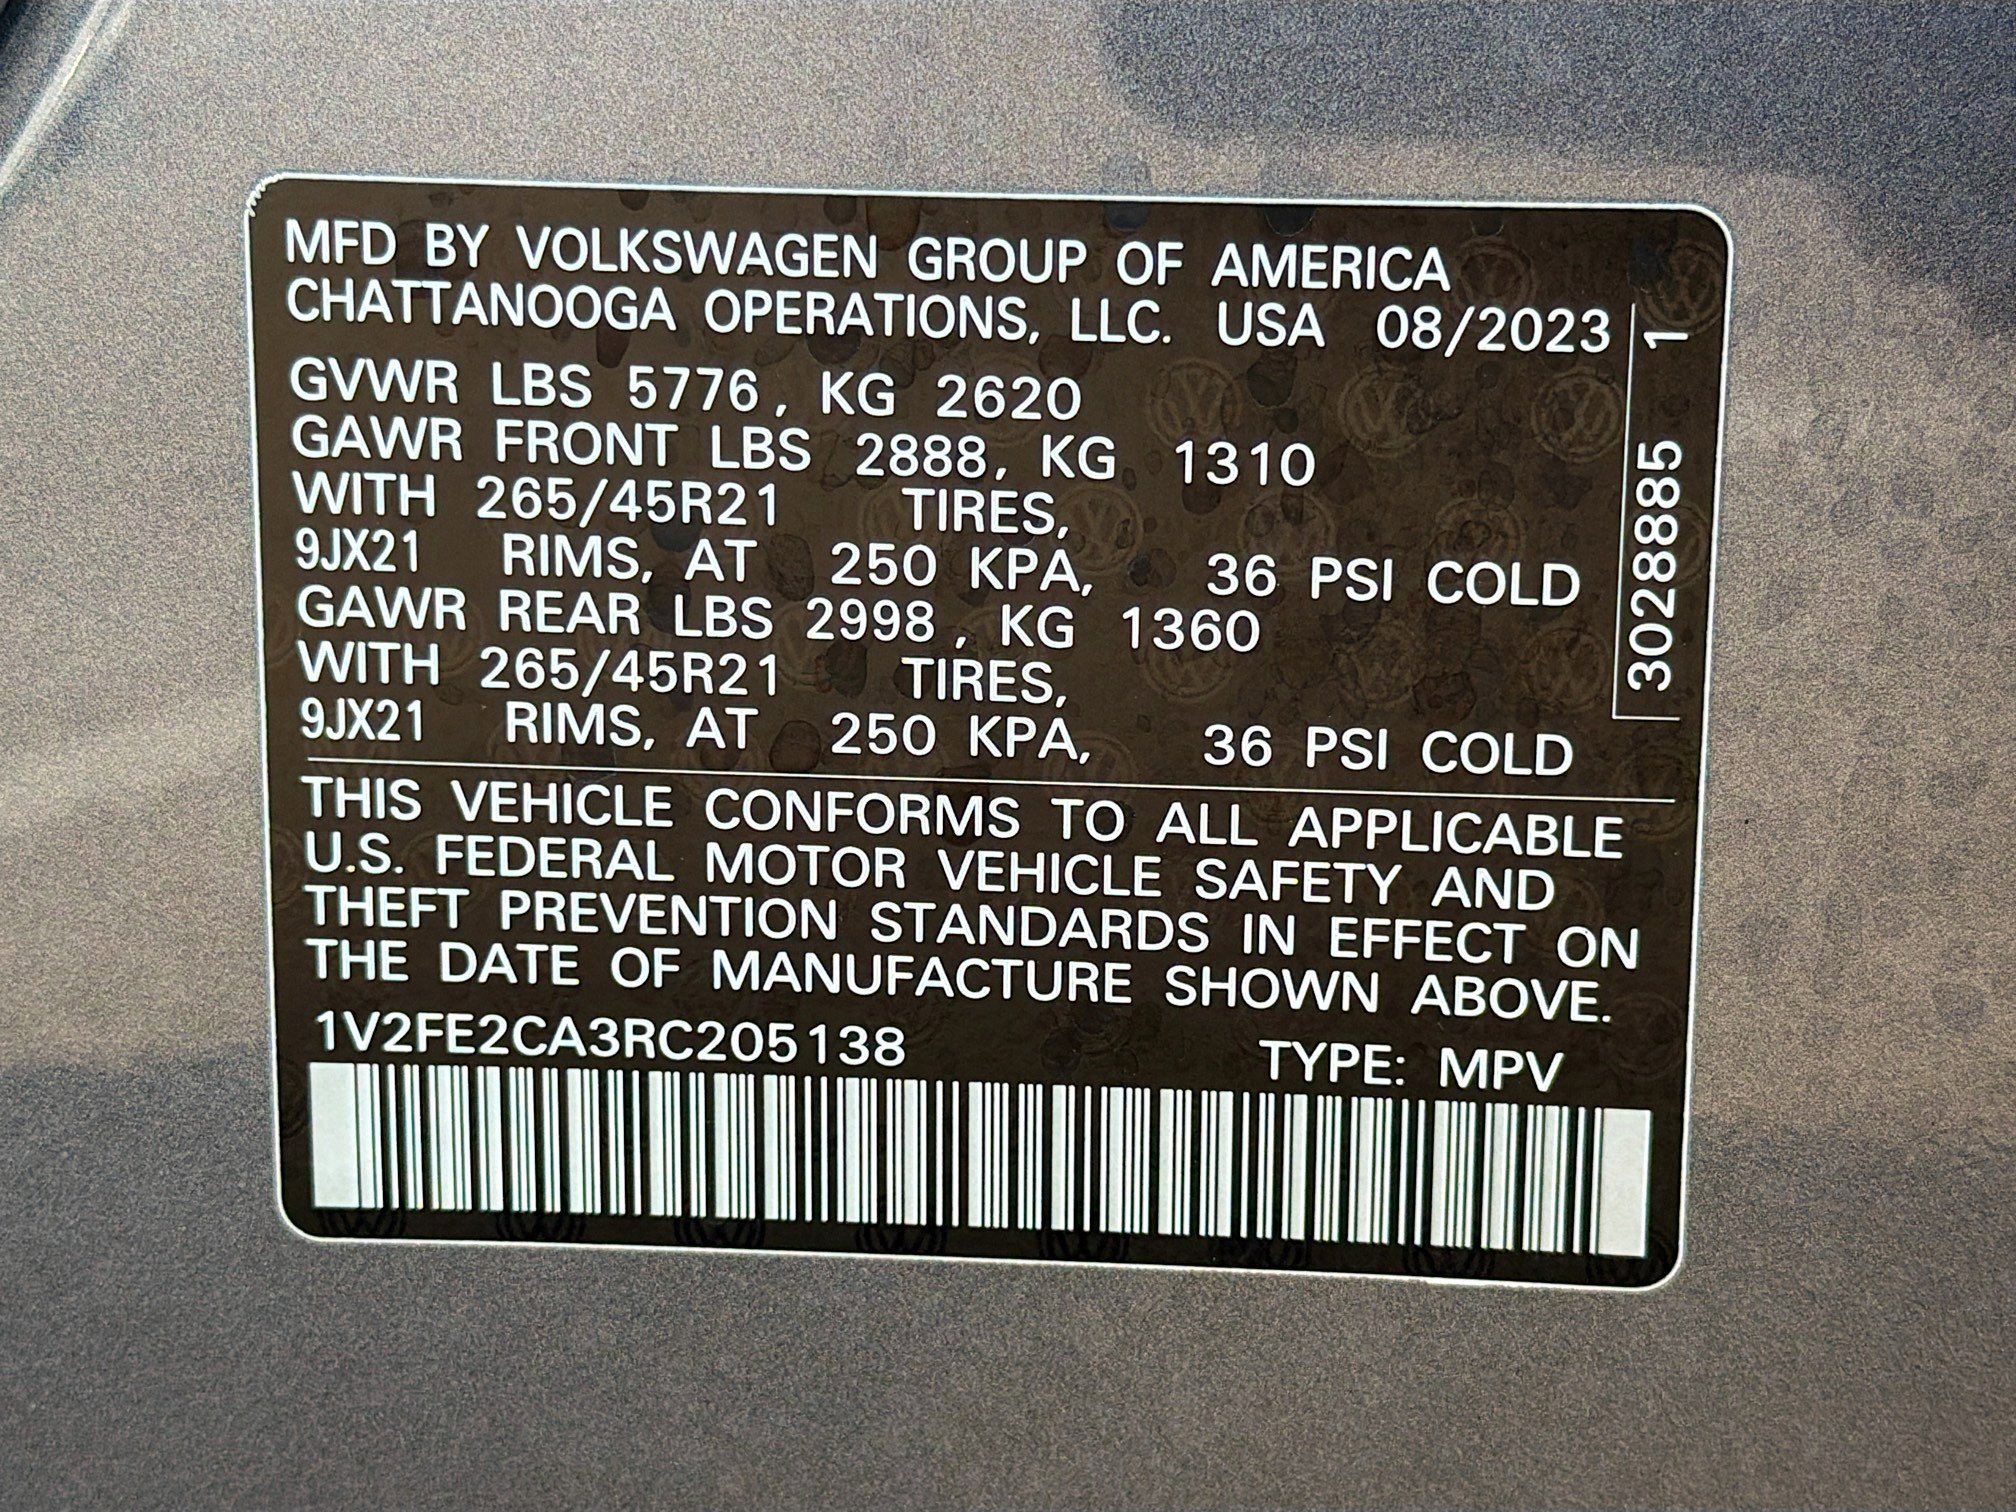 MFD BY VOLKSWAGEN GROUP OF AMERICA
CHATTANOOGA OPERATIONS, LLC. USA 08/2023
GVWR LBS 5776, KG 2620
GAWR FRONT LBS 2888, KG 1310
WITH 265/45R21 TIRES,
9JX21 RIMS, AT 250 KPA, 36 PSI COLD
GAWR REAR LBS 2998, KG 1360
WITH 265/45R21 TIRES,
9JX21 RIMS, AT 250 KPA, 36 PSI COLD
3028885 1
THIS VEHICLE CONFORMS TO ALL APPLICABLE
U.S. FEDERAL MOTOR VEHICLE SAFETY AND
THEFT PREVENTION STANDARDS IN EFFECT ON
THE DATE OF MANUFACTURE SHOWN ABOVE.
1V2FE2CA3RC205138 TYPE: MPV